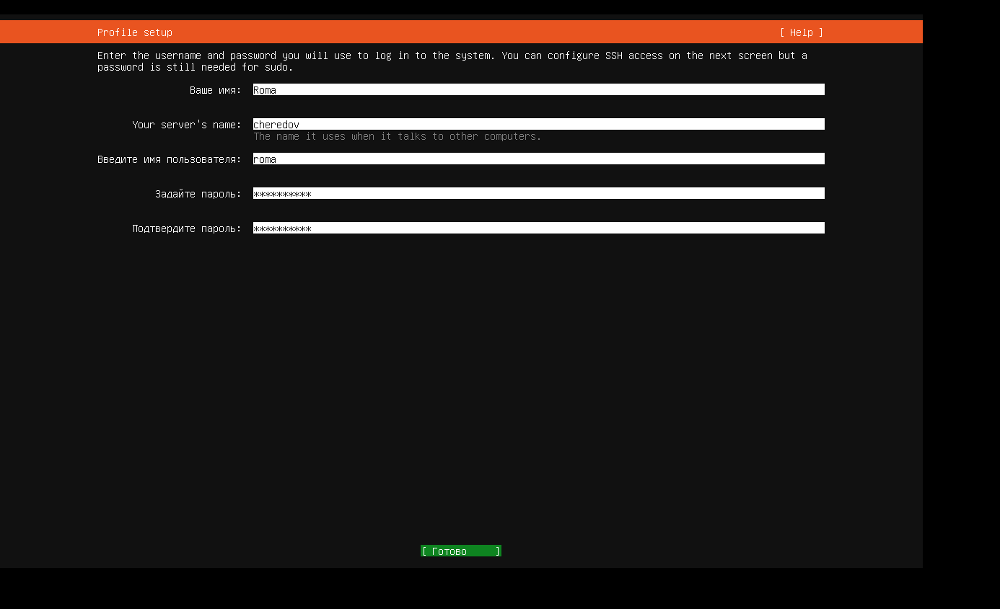 Profile setup [ Help ]
Enter the username and password you will use to log in to the system. You can configure SSH access on the next screen but a
password is still needed for sudo.
Ваше имя: Roma
Your server's name: cheredov
The name it uses when it talks to other computers.
Введите имя пользователя: roma
Задайте пароль: **********
Подтвердите пароль: **********
[ Готово ]